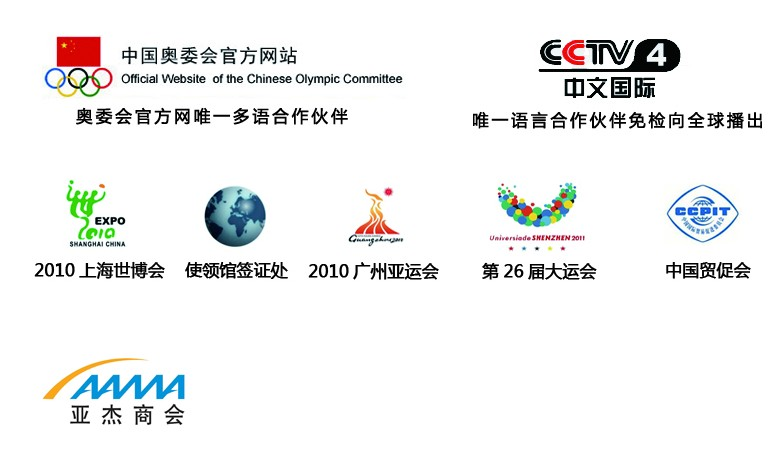 中国奥委会官方网站
Official Website of the Chinese Olympic Committee
奥委会官方网唯一多语合作伙伴
CCTV 4
中文国际
唯一语言合作伙伴免检向全球播出
EXPO
2010
SHANGHAI CHINA
2010 上海世博会
使领馆签证处
Guangzhou 2010
2010 广州亚运会
Universiade SHENZHEN 2011
第 26 届大运会
CCPIT
中国贸促会
AAMA
亚杰商会